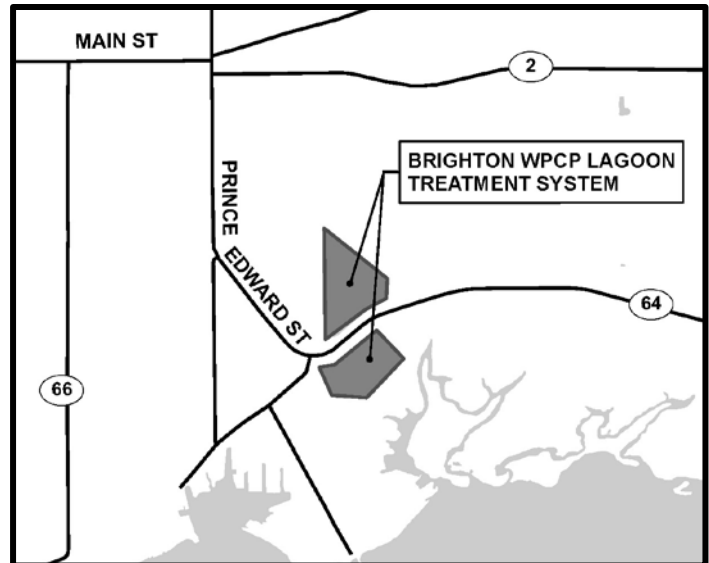 MAIN ST
2
BRIGHTON WPCP LAGOON
TREATMENT SYSTEM
PRINCE
EDWARD ST
64
66